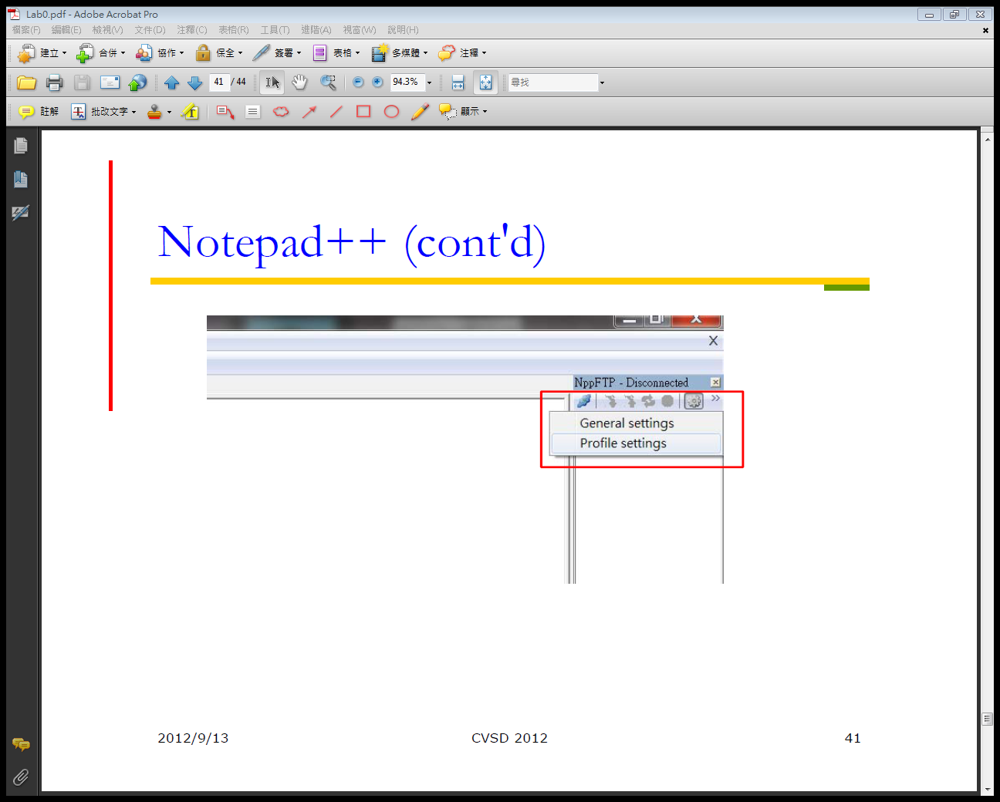 Lab0.pdf - Adobe Acrobat Pro
檔案(F) 編輯(E) 檢視(V) 文件(D) 注釋(C) 表格(R) 工具(T) 進階(A) 視窗(W) 說明(H)
建立 合併 協作 保全 簽署 表格 多媒體 注釋
41 / 44 94.3% 尋找
註解 批改文字 顯示
Notepad++ (cont'd)
NppFTP - Disconnected
General settings
Profile settings
2012/9/13 CVSD 2012 41